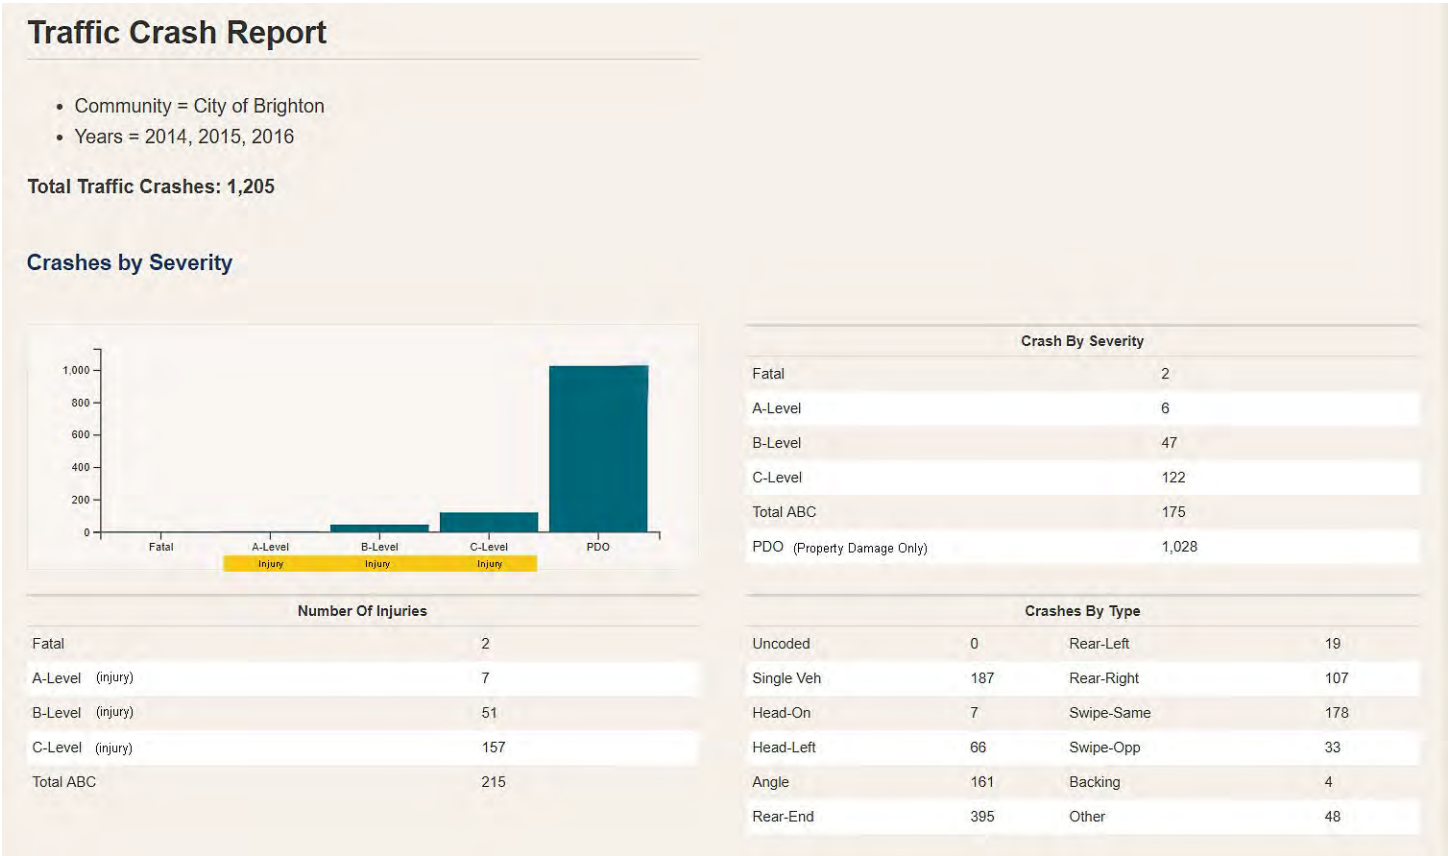 Traffic Crash Report
• Community = City of Brighton
• Years = 2014, 2015, 2016
Total Traffic Crashes: 1,205
Crashes by Severity
1,000
800
600
400
200
0
Fatal A-Level B-Level C-Level PDO
Injury Injury Injury
Crash By Severity
Fatal 2
A-Level 6
B-Level 47
C-Level 122
Total ABC 175
PDO (Property Damage Only) 1,028
Number Of Injuries
Fatal 2
A-Level (injury) 7
B-Level (injury) 51
C-Level (injury) 157
Total ABC 215
Crashes By Type
Uncoded 0 Rear-Left 19
Single Veh 187 Rear-Right 107
Head-On 7 Swipe-Same 178
Head-Left 66 Swipe-Opp 33
Angle 161 Backing 4
Rear-End 395 Other 48